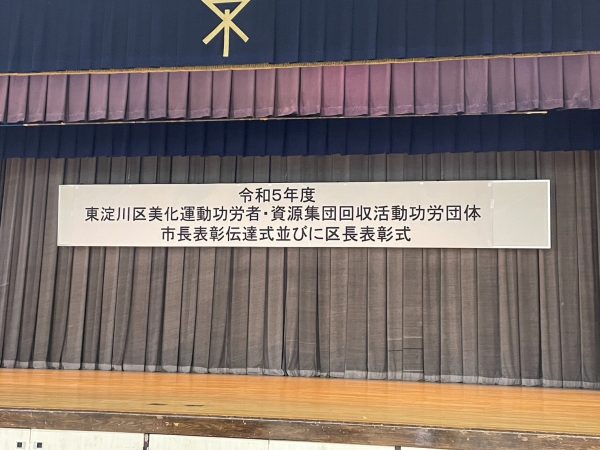 令和5年度
東淀川区美化運動功労者・資源集団回収活動功労団体
市長表彰伝達式並びに区長表彰式